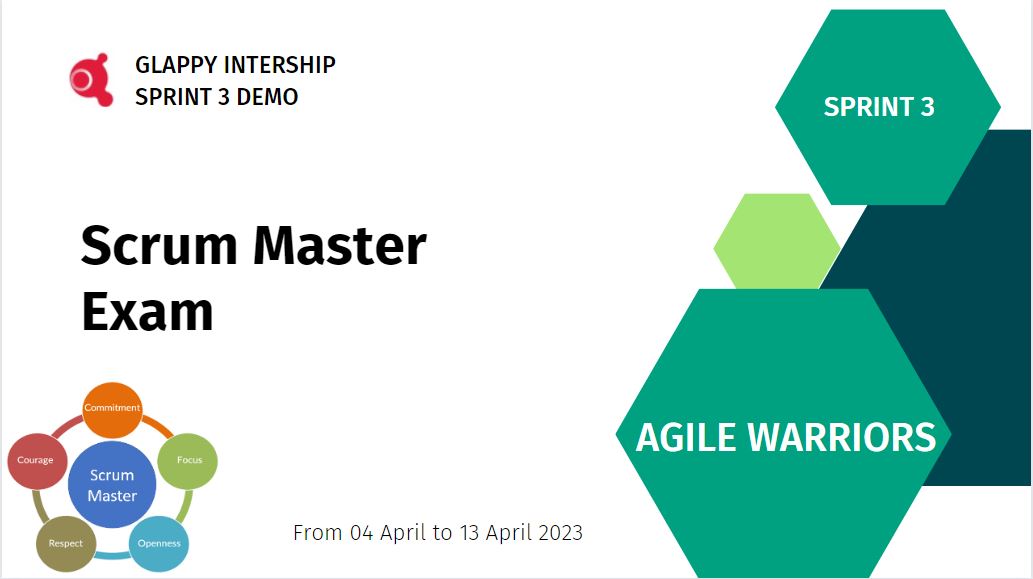 GLAPPY INTERSHIP
SPRINT 3 DEMO
SPRINT 3
Scrum Master
Exam
AGILE WARRIORS
Commitment
Courage
Focus
Scrum
Master
Respect
Openness
From 04 April to 13 April 2023